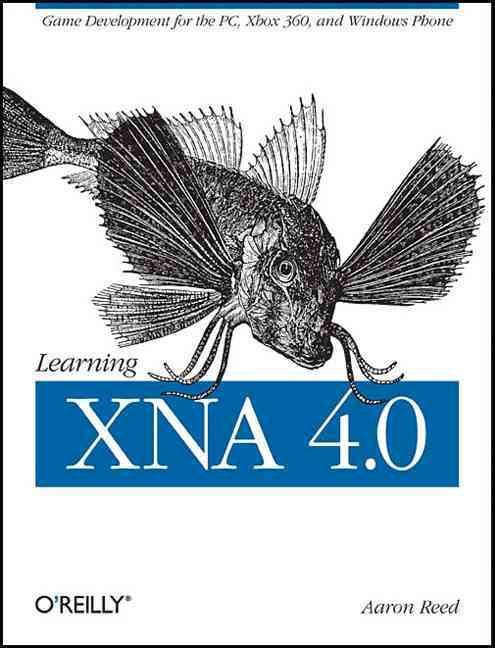 Game Development for the PC, Xbox 360, and Windows Phone
Learning
XNA 4.0
O'REILLY®
Aaron Reed